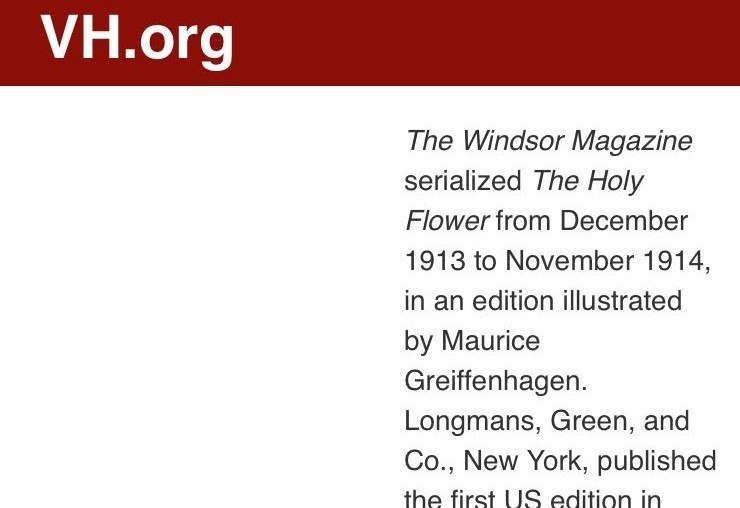 VH.org
The Windsor Magazine
serialized The Holy
Flower from December
1913 to November 1914,
in an edition illustrated
by Maurice
Greiffenhagen.
Longmans, Green, and
Co., New York, published
the first US edition in